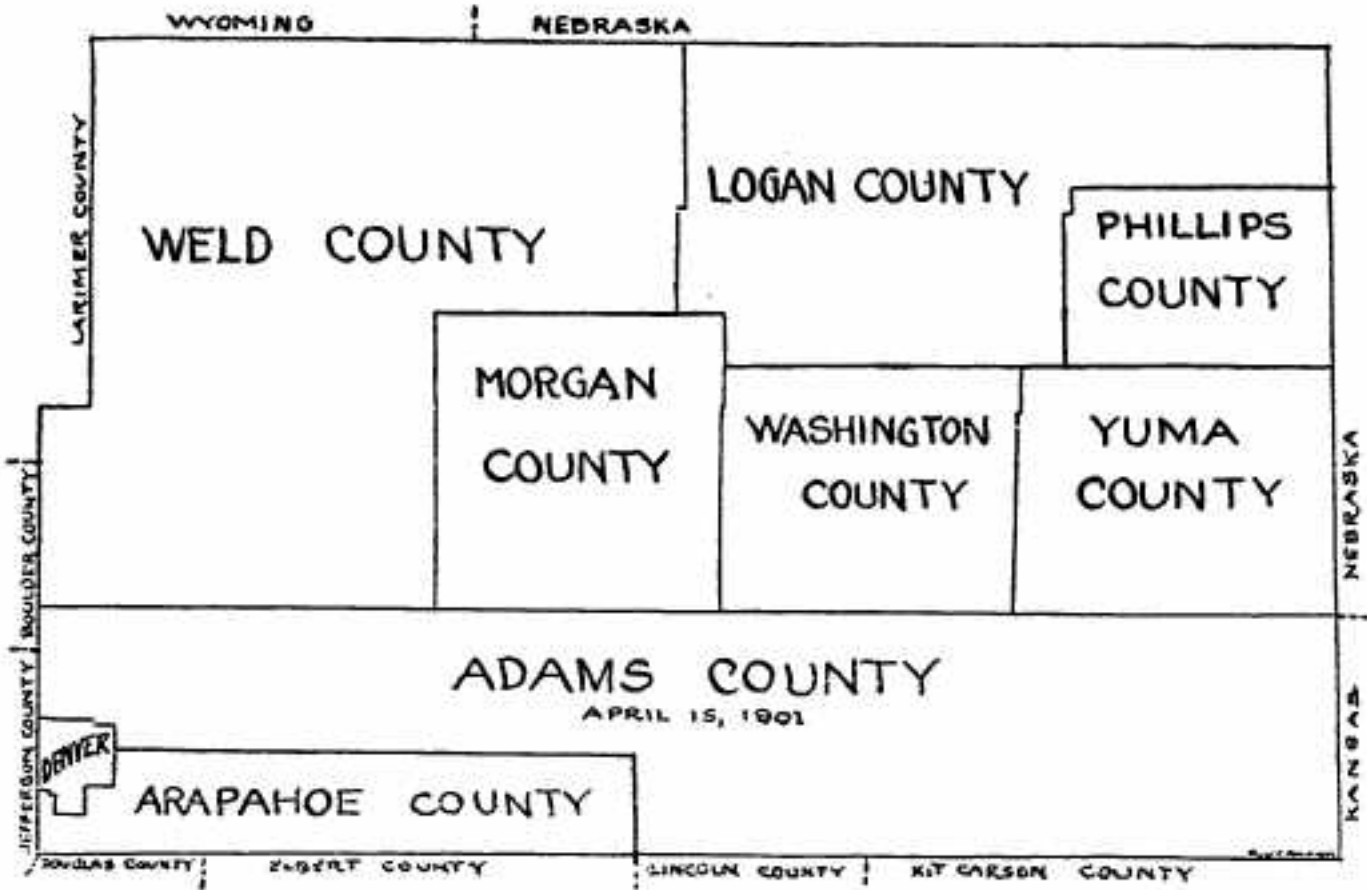 WYOMING
NEBRASKA
LARIMER COUNTY
WELD COUNTY
LOGAN COUNTY
PHILLIPS
COUNTY
MORGAN
COUNTY
WASHINGTON
COUNTY
YUMA
COUNTY
NEBRASKA
BOULDER COUNTY
ADAMS COUNTY
APRIL 15, 1901
JEFFERSON COUNTY
DENVER
ARAPAHOE COUNTY
KANSAS
DOUGLAS COUNTY
ELBERT COUNTY
LINCOLN COUNTY
KIT CARSON COUNTY